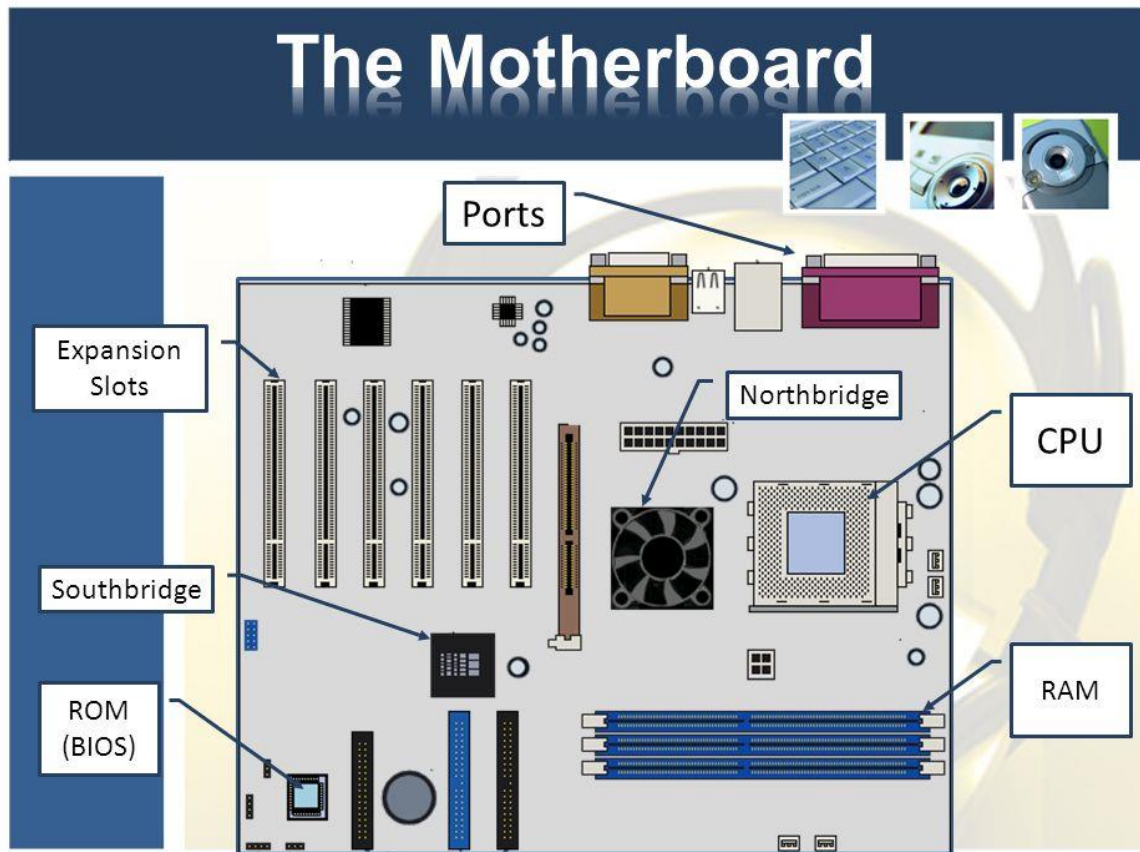 The Motherboard
Ports
Expansion
Slots
Northbridge
CPU
Southbridge
ROM
(BIOS)
RAM